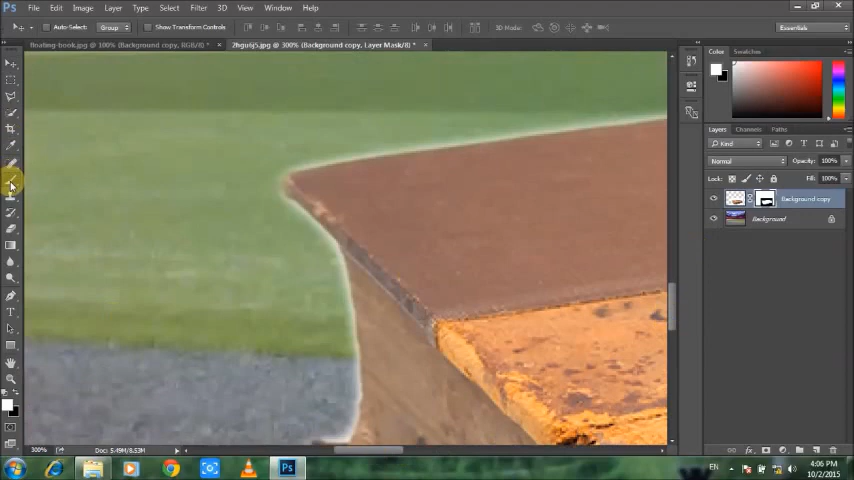 Ps File Edit Image Layer Type Select Filter 3D View Window Help
Auto-Select: Group Show Transform Controls 3D Mode: Essentials
floating-book.jpg @ 100% (Background copy, RGB/8) * × 2hgu6j5.jpg @ 300% (Background copy, Layer Mask/8) * ×
Color Swatches
Layers Channels Paths
Kind
Normal Opacity: 100%
Lock: Fill: 100%
Background copy
Background
T
300% Doc: 5.49M/8.53M
fx
Ps EN 4:06 PM
10/2/2015